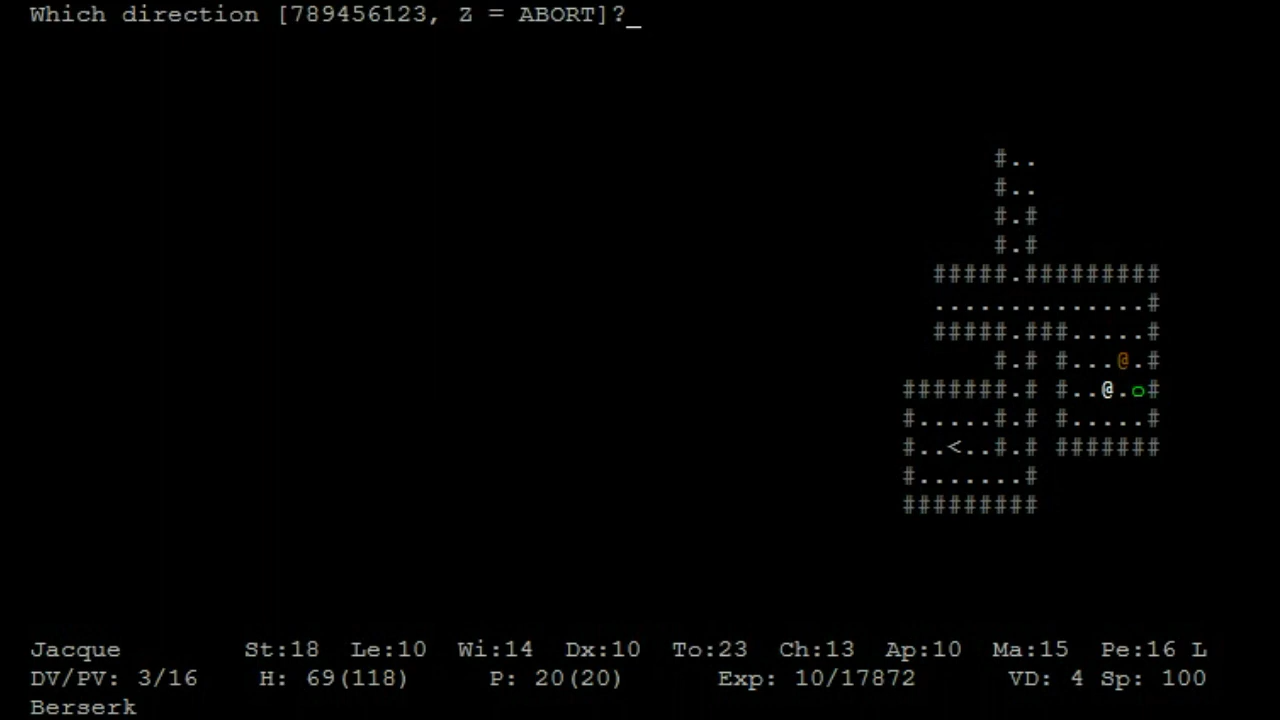 Which direction [789456123, Z = ABORT]?_
#..
#..
#.#
#.#
#####.#########
..............#
#####.###.....#
#.# #...@.#
#######.# #..@.o#
#.....#.# #.....#
#..<..#.# #######
#.......#
#########
Jacque St:18 Le:10 Wi:14 Dx:10 To:23 Ch:13 Ap:10 Ma:15 Pe:16 L
DV/PV: 3/16 H: 69(118) P: 20(20) Exp: 10/17872 VD: 4 Sp: 100
Berserk